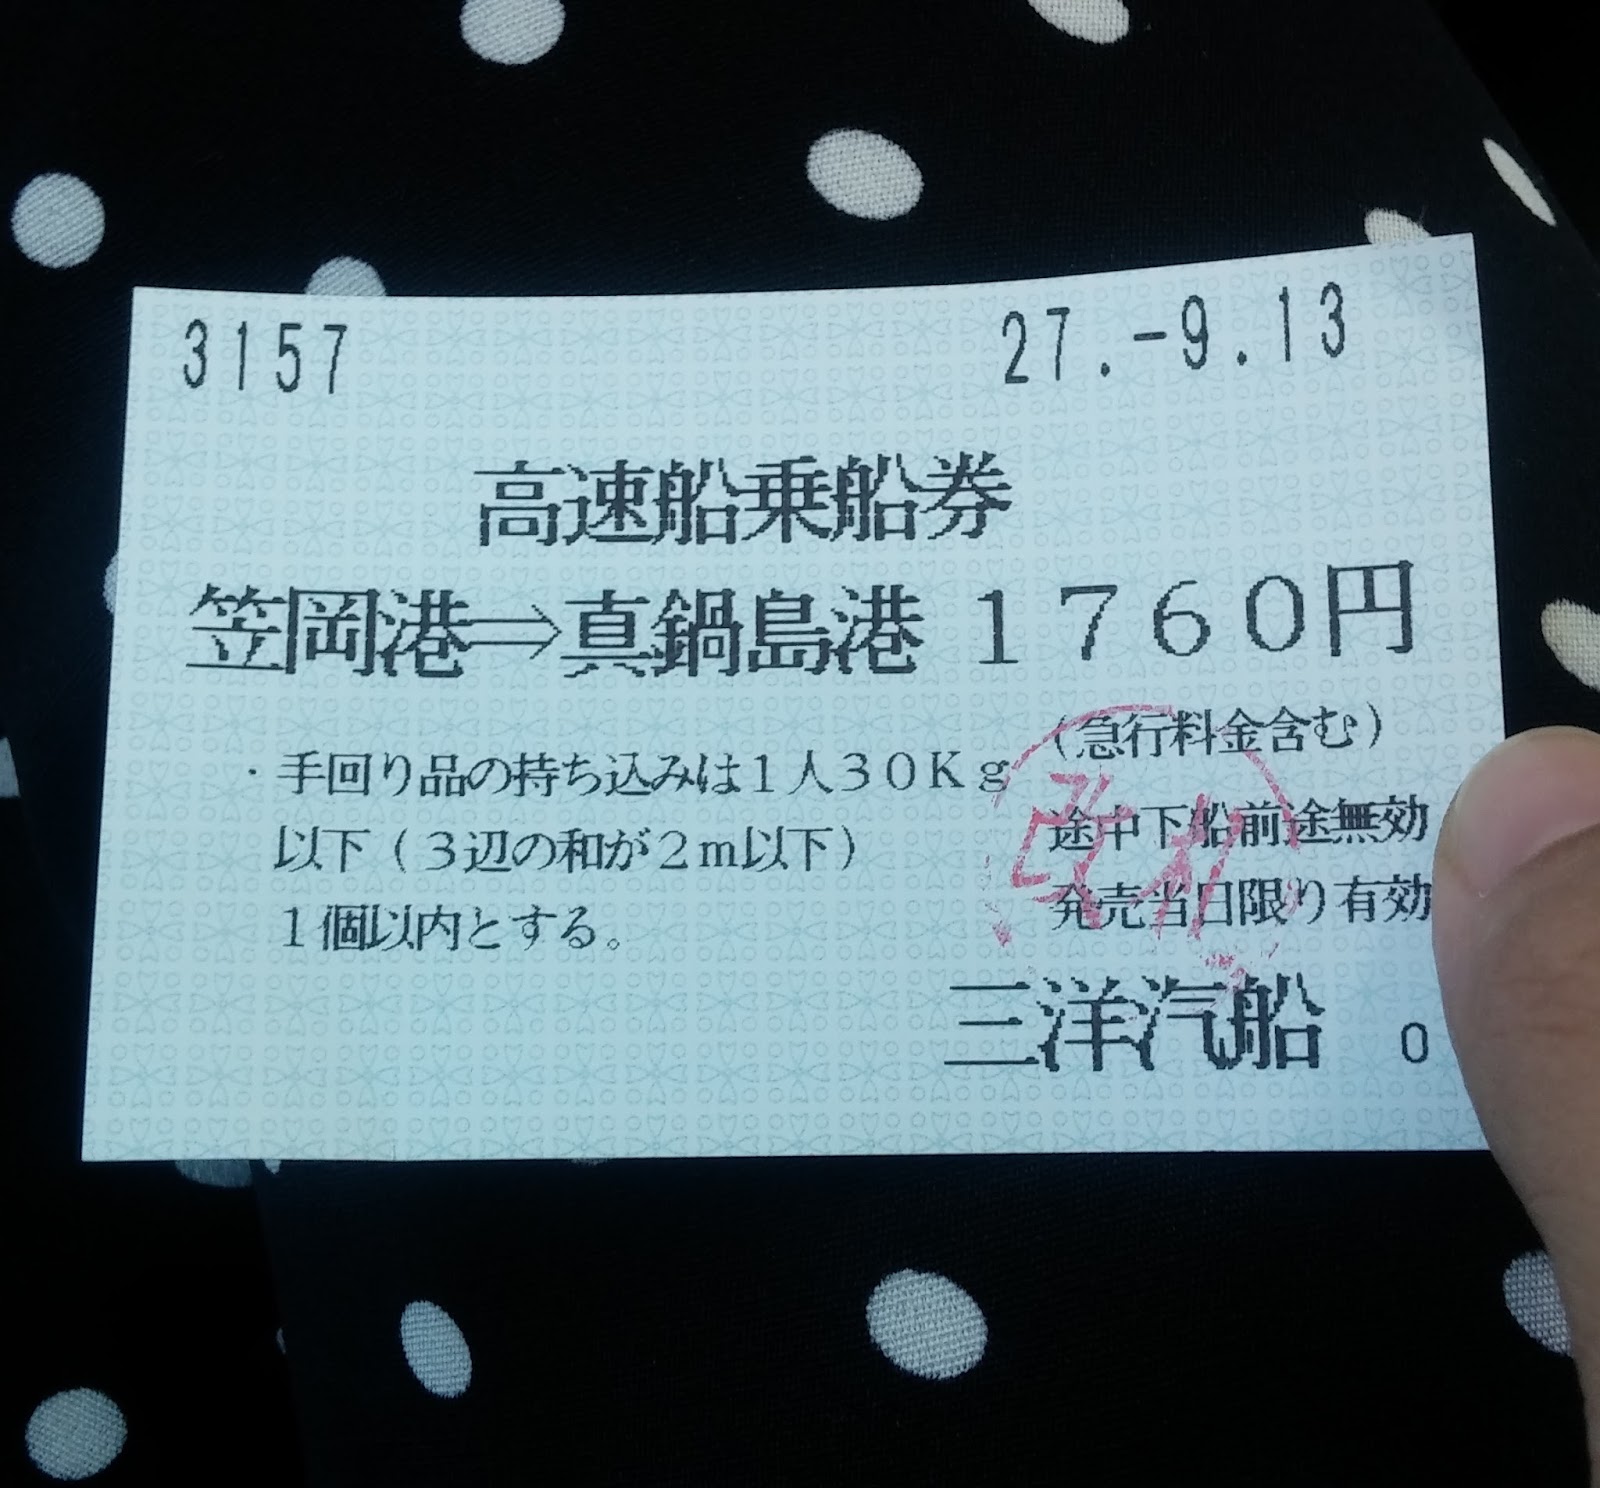 3157
27.-9.13
高速船乗船券
笠岡港⇒真鍋島港 1760円
(急行料金含む)
・手回り品の持ち込みは1人30Kg
以下(3辺の和が2m以下)
1個以内とする。
途中下船前途無効
発売当日限り有効
三洋汽船 0
改札